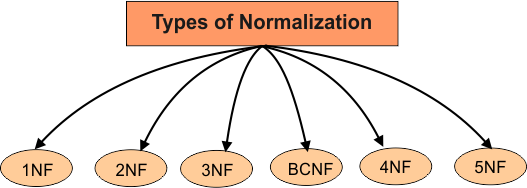 Types of Normalization
1NF
2NF
3NF
BCNF
4NF
5NF